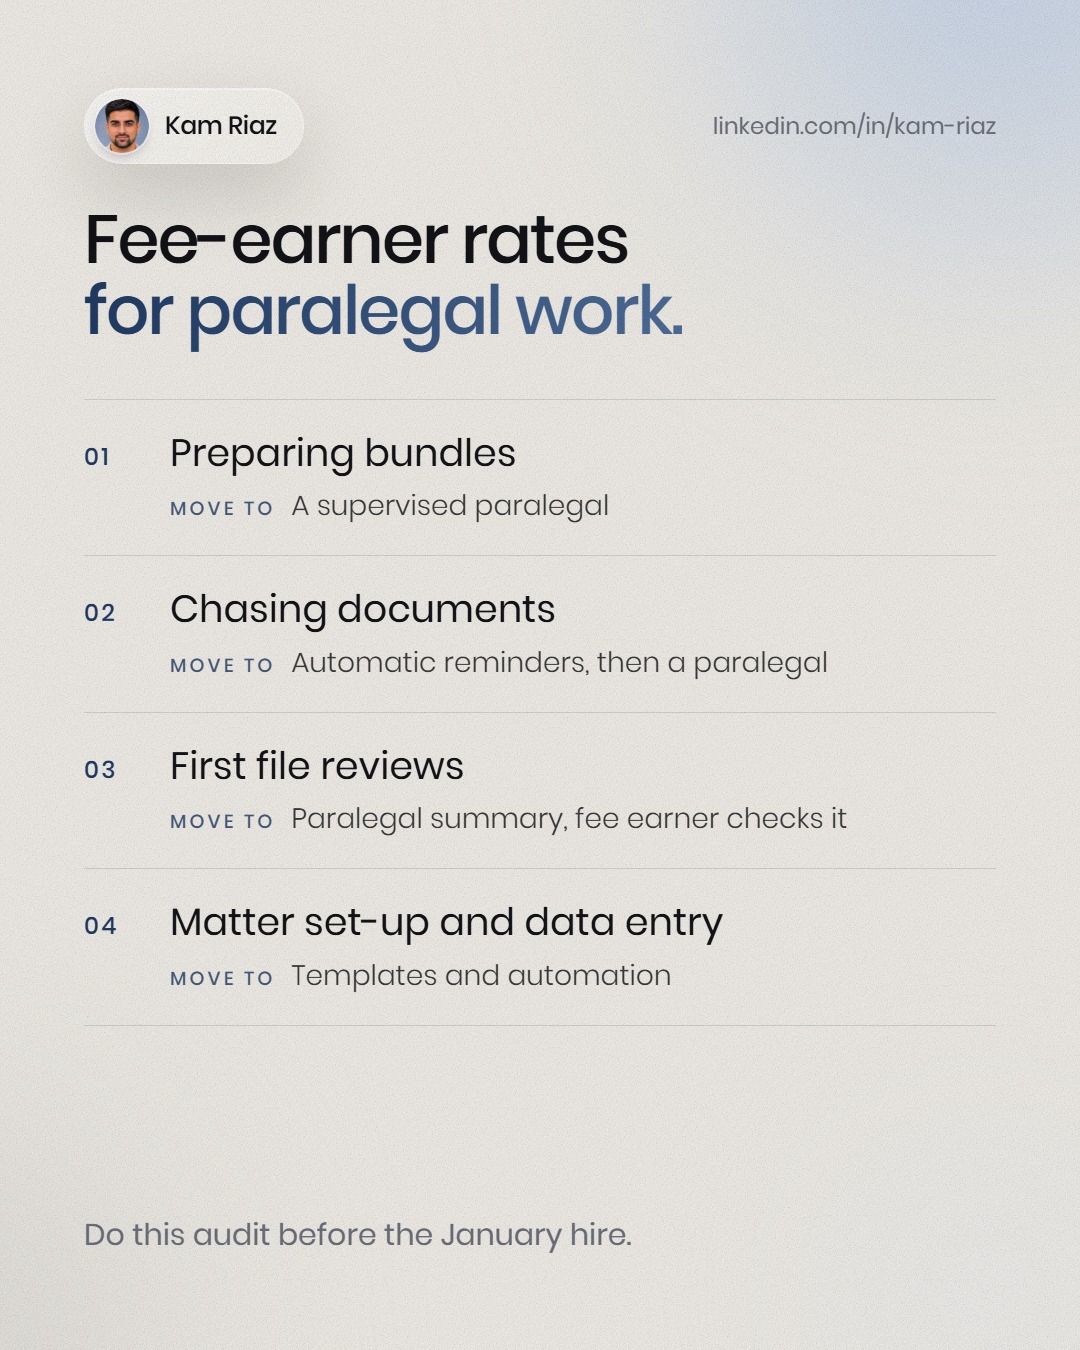 Kam Riaz
linkedin.com/in/kam-riaz
Fee-earner rates
for paralegal work.
01 Preparing bundles
MOVE TO A supervised paralegal
02 Chasing documents
MOVE TO Automatic reminders, then a paralegal
03 First file reviews
MOVE TO Paralegal summary, fee earner checks it
04 Matter set-up and data entry
MOVE TO Templates and automation
Do this audit before the January hire.